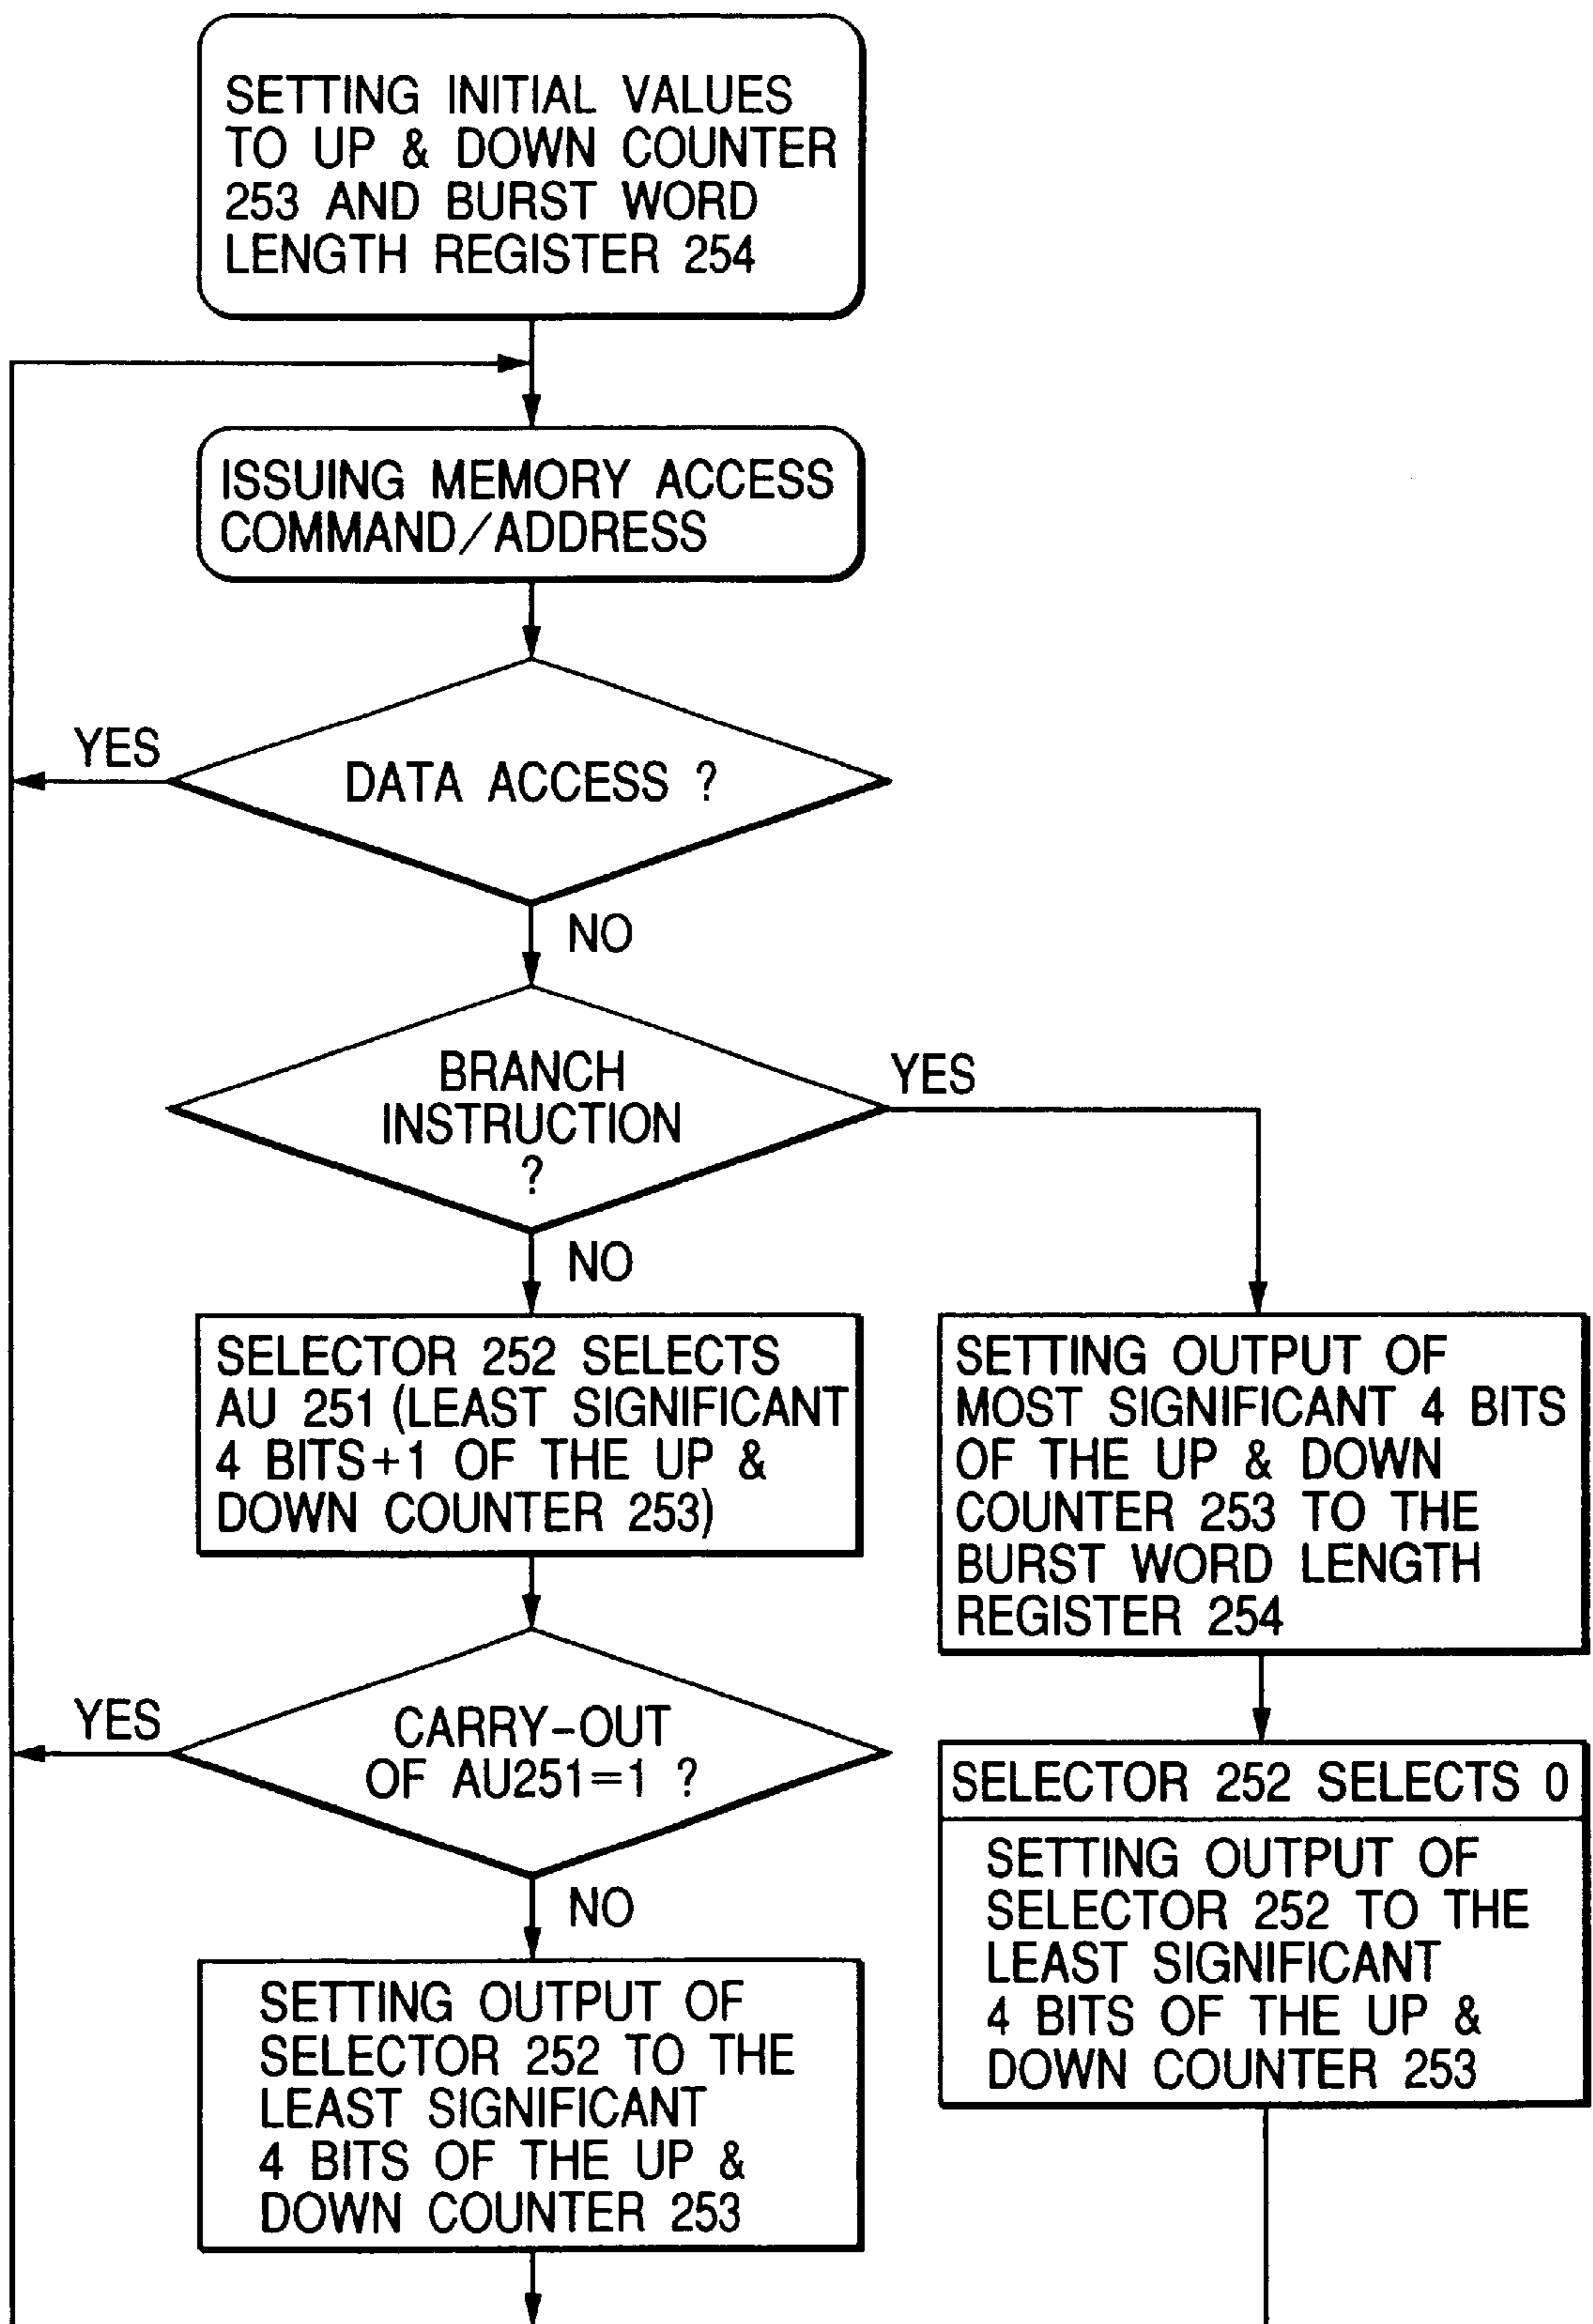 SETTING INITIAL VALUES
TO UP & DOWN COUNTER
253 AND BURST WORD
LENGTH REGISTER 254
ISSUING MEMORY ACCESS
COMMAND/ADDRESS
YES
DATA ACCESS ?
NO
BRANCH
INSTRUCTION
?
YES
NO
SELECTOR 252 SELECTS
AU 251 (LEAST SIGNIFICANT
4 BITS+1 OF THE UP &
DOWN COUNTER 253)
SETTING OUTPUT OF
MOST SIGNIFICANT 4 BITS
OF THE UP & DOWN
COUNTER 253 TO THE
BURST WORD LENGTH
REGISTER 254
YES
CARRY-OUT
OF AU251=1 ?
NO
SELECTOR 252 SELECTS 0
SETTING OUTPUT OF
SELECTOR 252 TO THE
LEAST SIGNIFICANT
4 BITS OF THE UP &
DOWN COUNTER 253
SETTING OUTPUT OF
SELECTOR 252 TO THE
LEAST SIGNIFICANT
4 BITS OF THE UP &
DOWN COUNTER 253